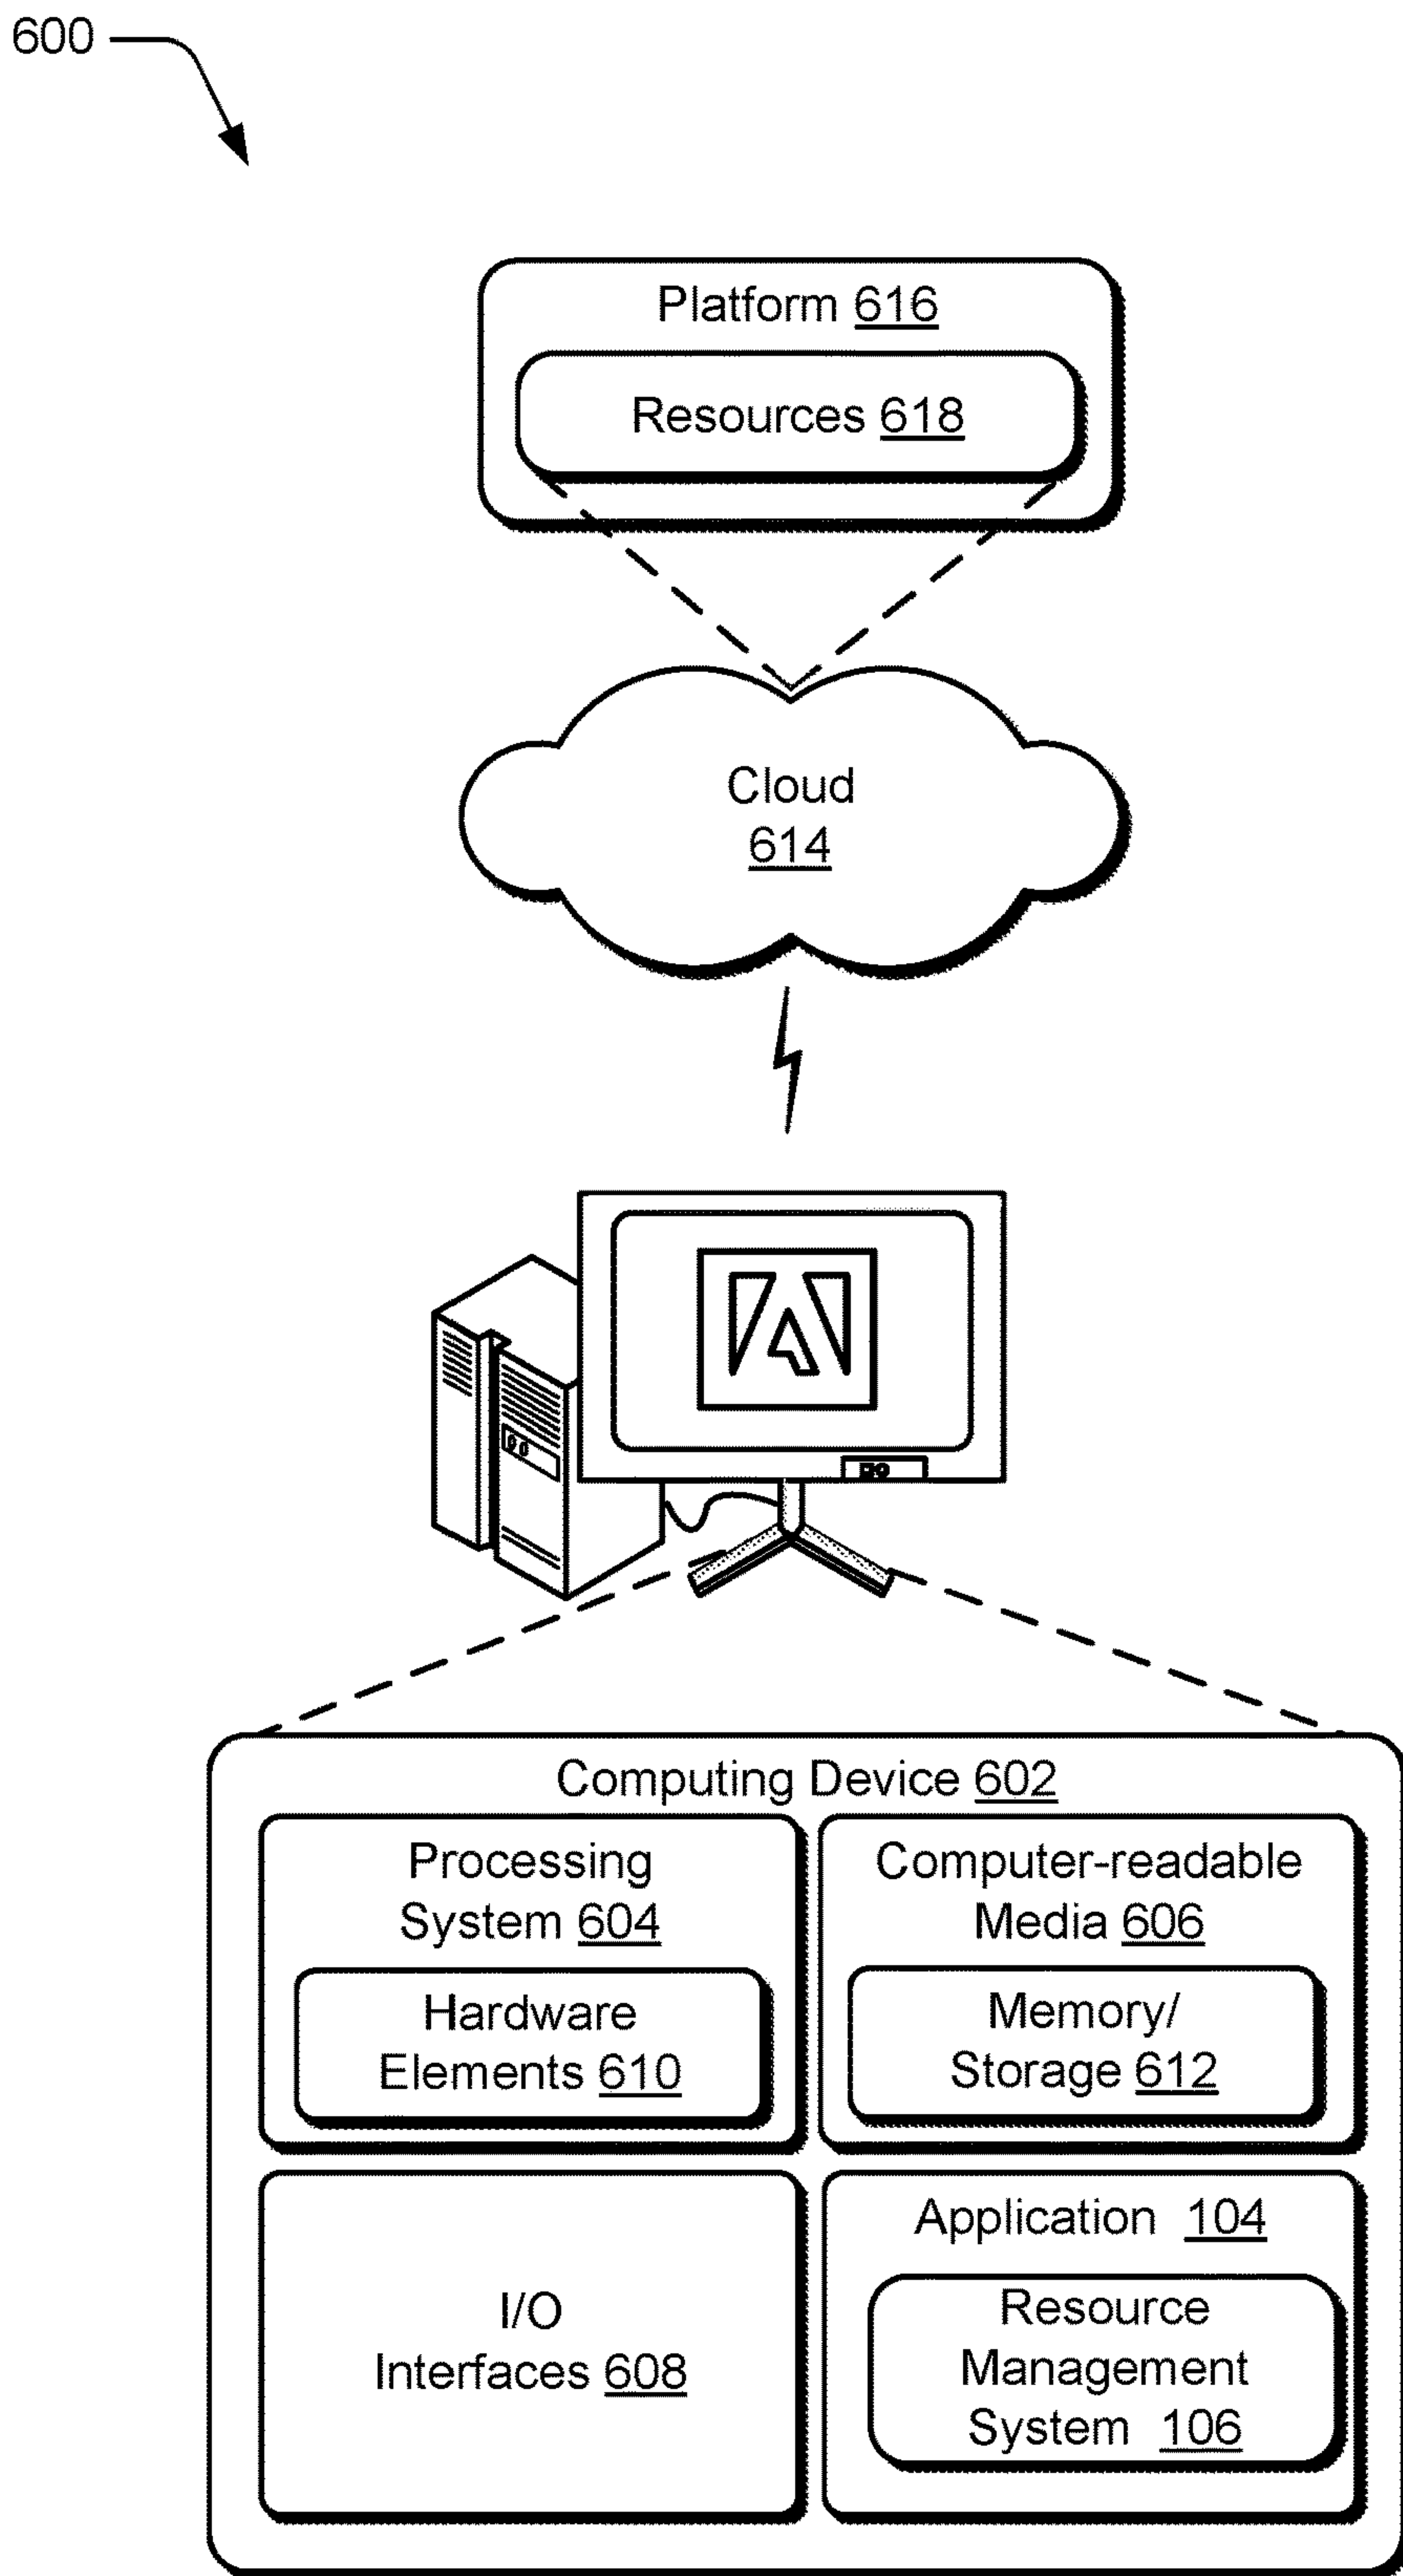 600
Platform 616
Resources 618
Cloud
614
Computing Device 602
Processing
System 604
Hardware
Elements 610
Computer-readable
Media 606
Memory/
Storage 612
I/O
Interfaces 608
Application 104
Resource
Management
System 106